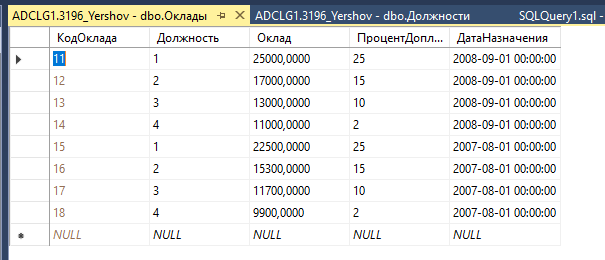 ADCLG1.3196_Yershov - dbo.Оклады ADCLG1.3196_Yershov - dbo.Должности SQLQuery1.sql -
КодОклада Должность Оклад ПроцентДопл... ДатаНазначения
11 1 25000,0000 25 2008-09-01 00:00:00
12 2 17000,0000 15 2008-09-01 00:00:00
13 3 13000,0000 10 2008-09-01 00:00:00
14 4 11000,0000 2 2008-09-01 00:00:00
15 1 22500,0000 25 2007-08-01 00:00:00
16 2 15300,0000 15 2007-08-01 00:00:00
17 3 11700,0000 10 2007-08-01 00:00:00
18 4 9900,0000 2 2007-08-01 00:00:00
NULL NULL NULL NULL NULL